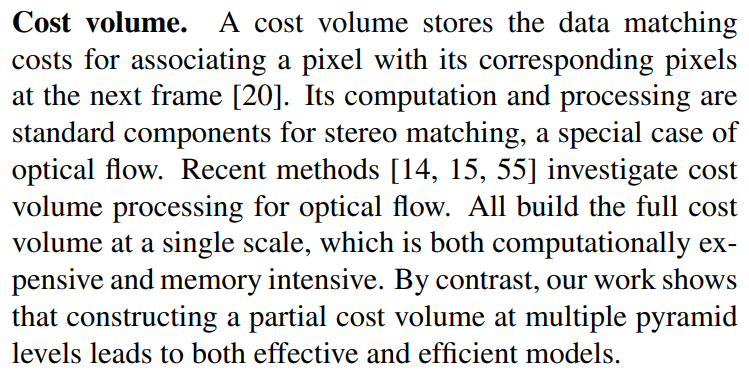 Cost volume. A cost volume stores the data matching
costs for associating a pixel with its corresponding pixels
at the next frame [20]. Its computation and processing are
standard components for stereo matching, a special case of
optical flow. Recent methods [14, 15, 55] investigate cost
volume processing for optical flow. All build the full cost
volume at a single scale, which is both computationally ex-
pensive and memory intensive. By contrast, our work shows
that constructing a partial cost volume at multiple pyramid
levels leads to both effective and efficient models.